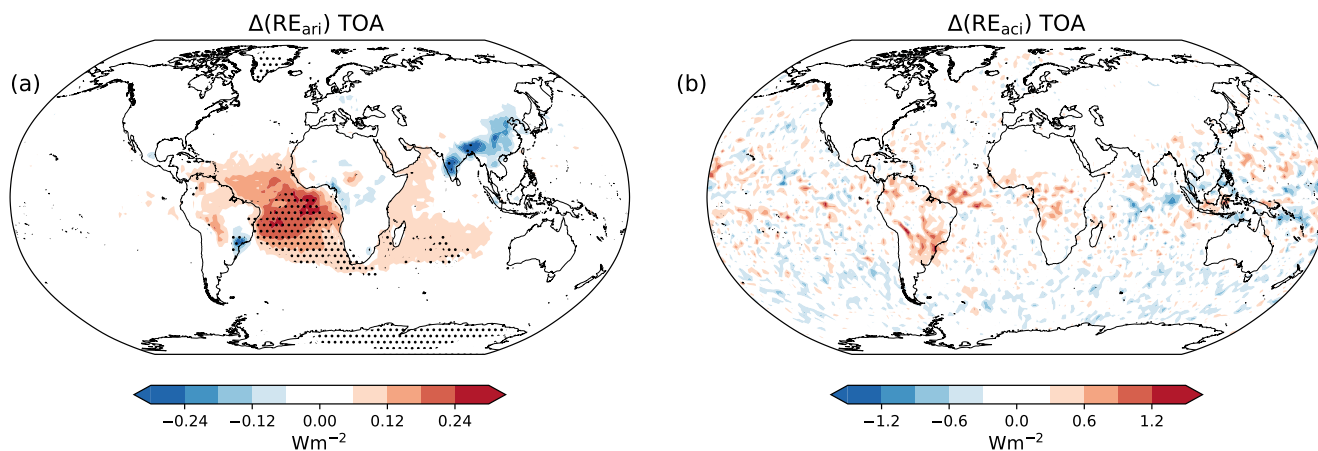 Δ(RE_ari) TOA
(a)
−0.24 −0.12 0.00 0.12 0.24
Wm⁻²
Δ(RE_aci) TOA
(b)
−1.2 −0.6 0.0 0.6 1.2
Wm⁻²